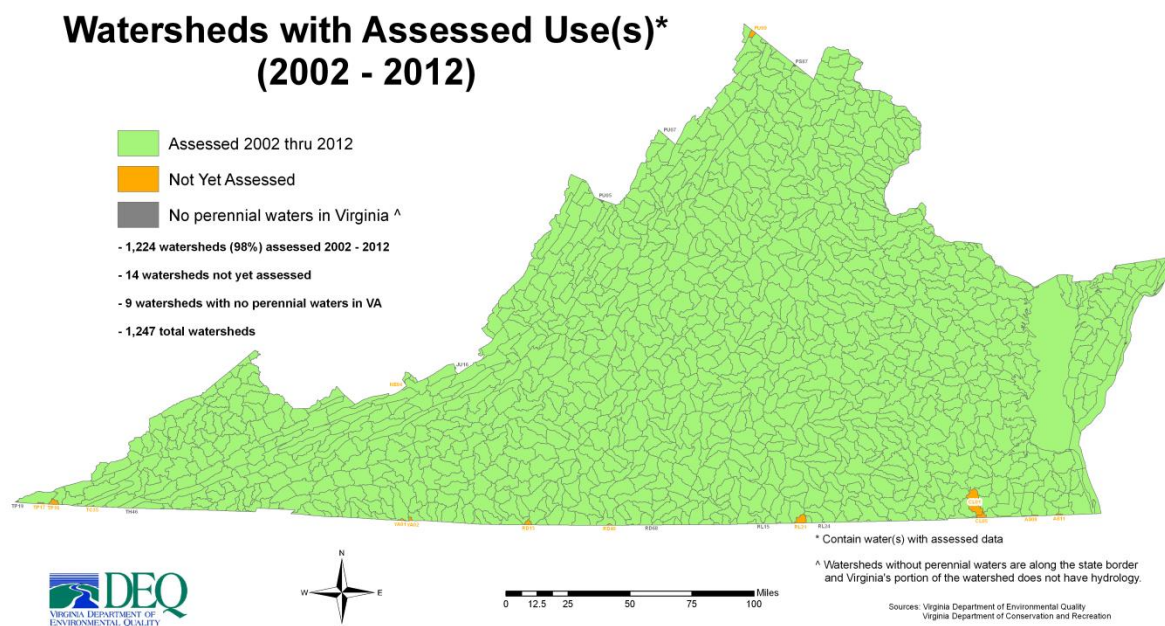 Watersheds with Assessed Use(s)*
(2002 - 2012)
Assessed 2002 thru 2012
Not Yet Assessed
No perennial waters in Virginia ^
- 1,224 watersheds (98%) assessed 2002 - 2012
- 14 watersheds not yet assessed
- 9 watersheds with no perennial waters in VA
- 1,247 total watersheds
* Contain water(s) with assessed data
^ Watersheds without perennial waters are along the state border
and Virginia's portion of the watershed does not have hydrology.
DEQ
VIRGINIA DEPARTMENT OF
ENVIRONMENTAL QUALITY
N
W E
S
0 12.5 25 50 75 100 Miles
Sources: Virginia Department of Environmental Quality
Virginia Department of Conservation and Recreation